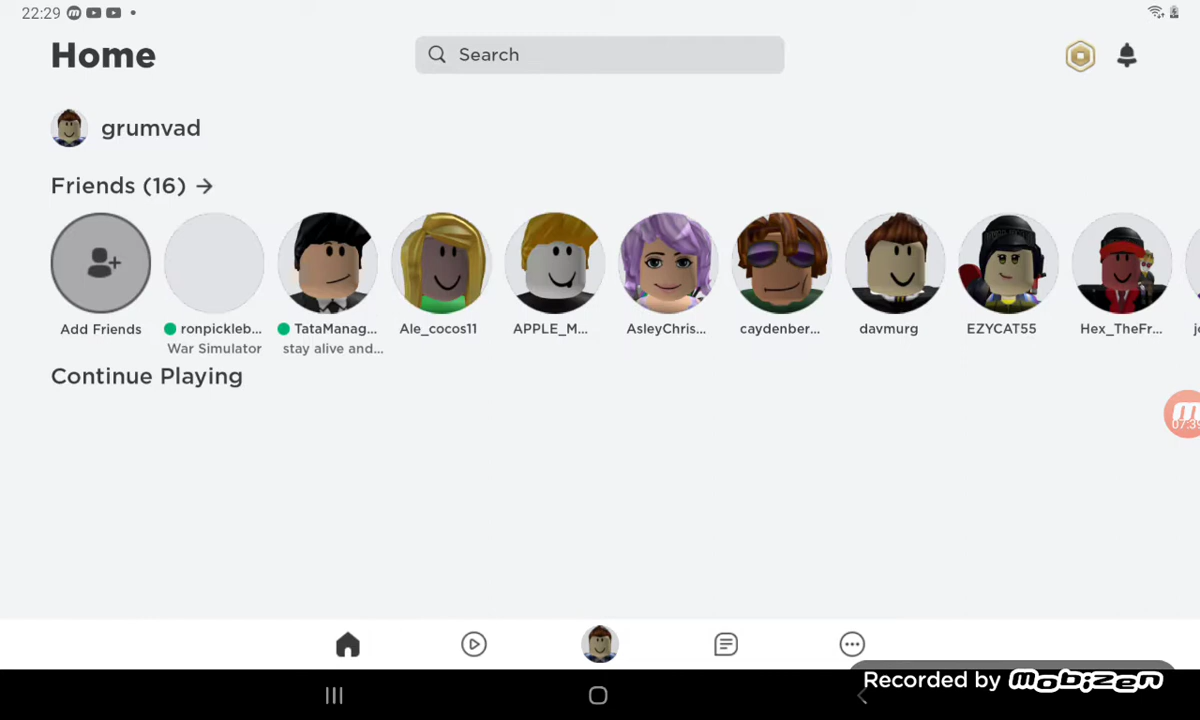 22:29
Home
Search
grumvad
Friends (16)
Add Friends
ronpickleb...
War Simulator
TataManag...
stay alive and...
Ale_cocos11
APPLE_M...
AsleyChris...
caydenber...
davmurg
EZYCAT55
Hex_TheFr...
Continue Playing
Recorded by mobizen